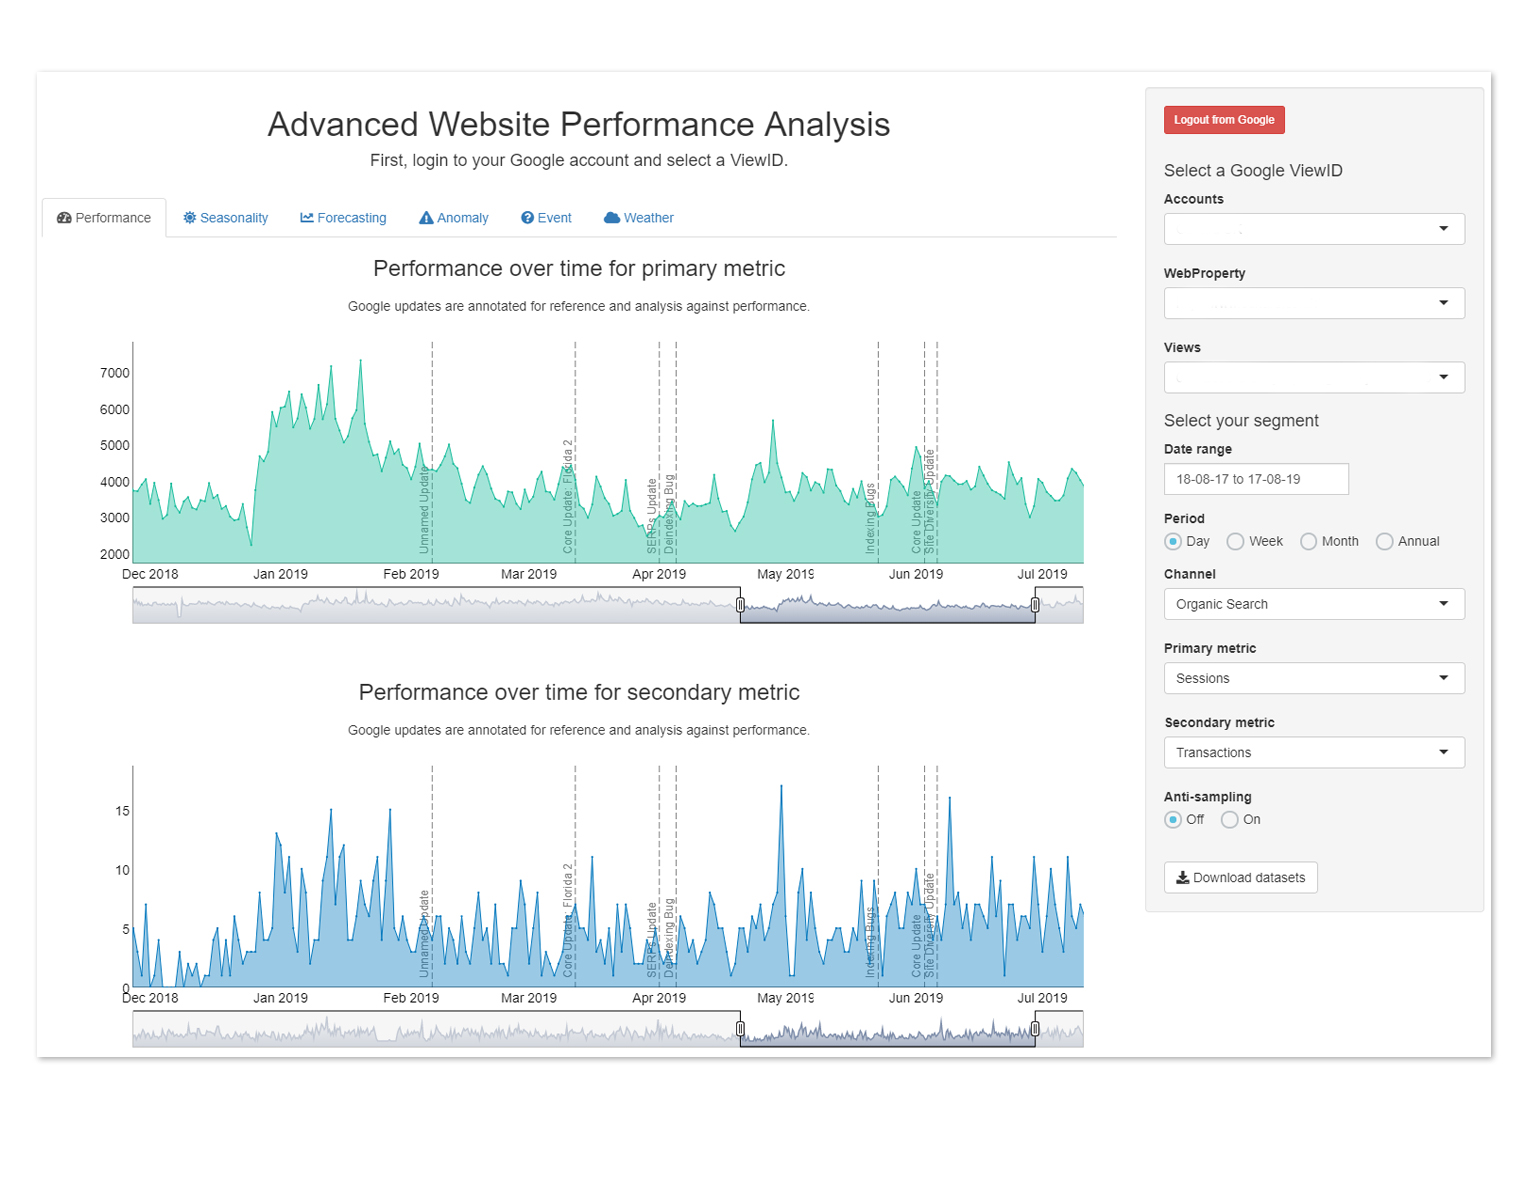 Advanced Website Performance Analysis
First, login to your Google account and select a ViewID.
Performance
Seasonality
Forecasting
Anomaly
Event
Weather
Performance over time for primary metric
Google updates are annotated for reference and analysis against performance.
7000
6000
5000
4000
3000
2000
Unnamed Update
Core Update: Florida 2
SERPs Update
Deindexing Bug
Indexing Bugs
Core Update
Site Diversity Update
Dec 2018
Jan 2019
Feb 2019
Mar 2019
Apr 2019
May 2019
Jun 2019
Jul 2019
Performance over time for secondary metric
Google updates are annotated for reference and analysis against performance.
15
10
5
0
Unnamed Update
Core Update: Florida 2
SERPs Update
Deindexing Bug
Indexing Bugs
Core Update
Site Diversity Update
Dec 2018
Jan 2019
Feb 2019
Mar 2019
Apr 2019
May 2019
Jun 2019
Jul 2019
Logout from Google
Select a Google ViewID
Accounts
WebProperty
Views
Select your segment
Date range
18-08-17 to 17-08-19
Period
Day Week Month Annual
Channel
Organic Search
Primary metric
Sessions
Secondary metric
Transactions
Anti-sampling
Off On
Download datasets